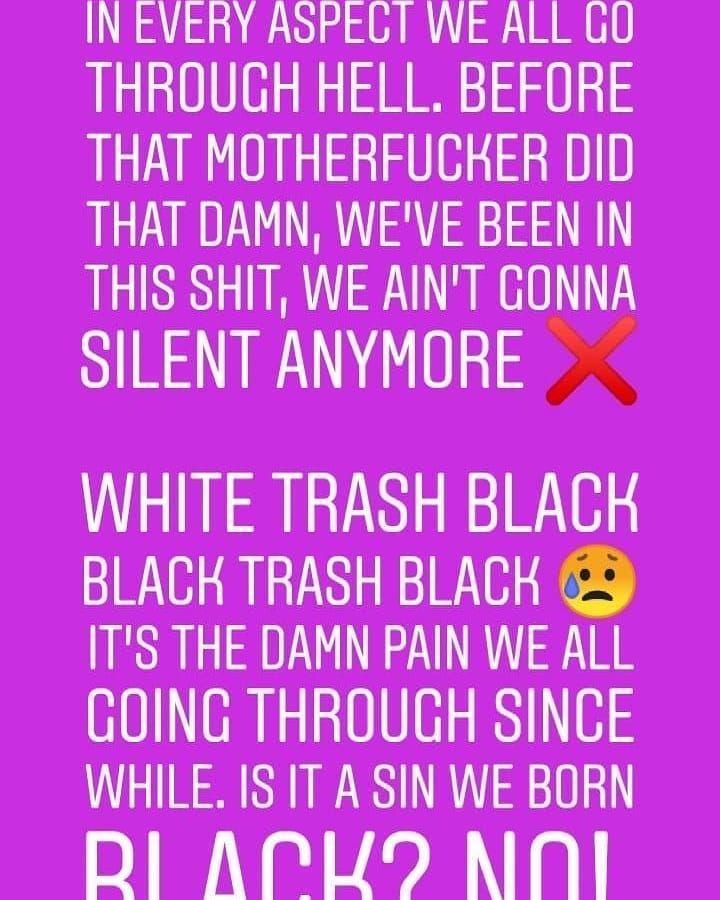 IN EVERY ASPECT WE ALL GO
THROUGH HELL. BEFORE
THAT MOTHERFUCKER DID
THAT DAMN, WE'VE BEEN IN
THIS SHIT, WE AIN'T GONNA
SILENT ANYMORE ❌
WHITE TRASH BLACK
BLACK TRASH BLACK 😥
IT'S THE DAMN PAIN WE ALL
GOING THROUGH SINCE
WHILE. IS IT A SIN WE BORN
BLACK? NO!